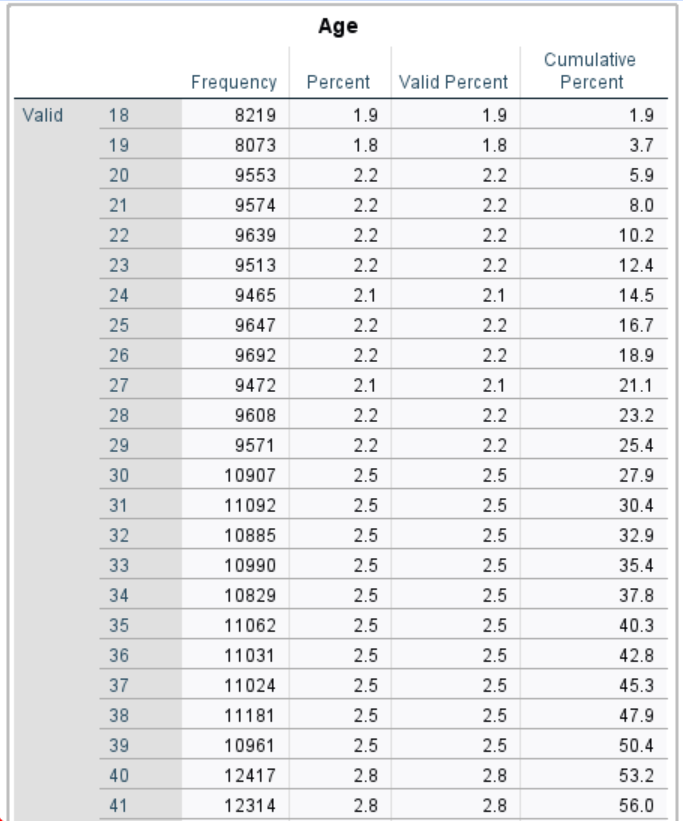 Age
Frequency Percent Valid Percent Cumulative Percent
Valid 18 8219 1.9 1.9 1.9
19 8073 1.8 1.8 3.7
20 9553 2.2 2.2 5.9
21 9574 2.2 2.2 8.0
22 9639 2.2 2.2 10.2
23 9513 2.2 2.2 12.4
24 9465 2.1 2.1 14.5
25 9647 2.2 2.2 16.7
26 9692 2.2 2.2 18.9
27 9472 2.1 2.1 21.1
28 9608 2.2 2.2 23.2
29 9571 2.2 2.2 25.4
30 10907 2.5 2.5 27.9
31 11092 2.5 2.5 30.4
32 10885 2.5 2.5 32.9
33 10990 2.5 2.5 35.4
34 10829 2.5 2.5 37.8
35 11062 2.5 2.5 40.3
36 11031 2.5 2.5 42.8
37 11024 2.5 2.5 45.3
38 11181 2.5 2.5 47.9
39 10961 2.5 2.5 50.4
40 12417 2.8 2.8 53.2
41 12314 2.8 2.8 56.0